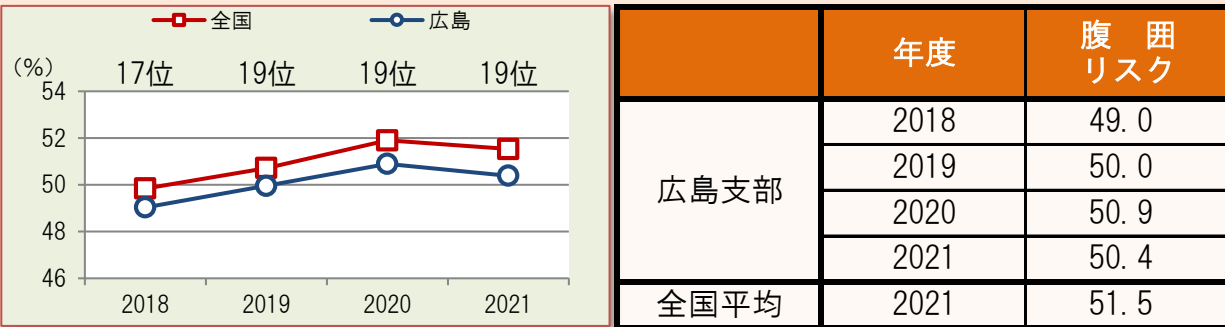 全国 広島
(%) 17位 19位 19位 19位
54
52
50
48
46
2018 2019 2020 2021
年度 腹 囲
リスク
広島支部 2018 49.0
2019 50.0
2020 50.9
2021 50.4
全国平均 2021 51.5